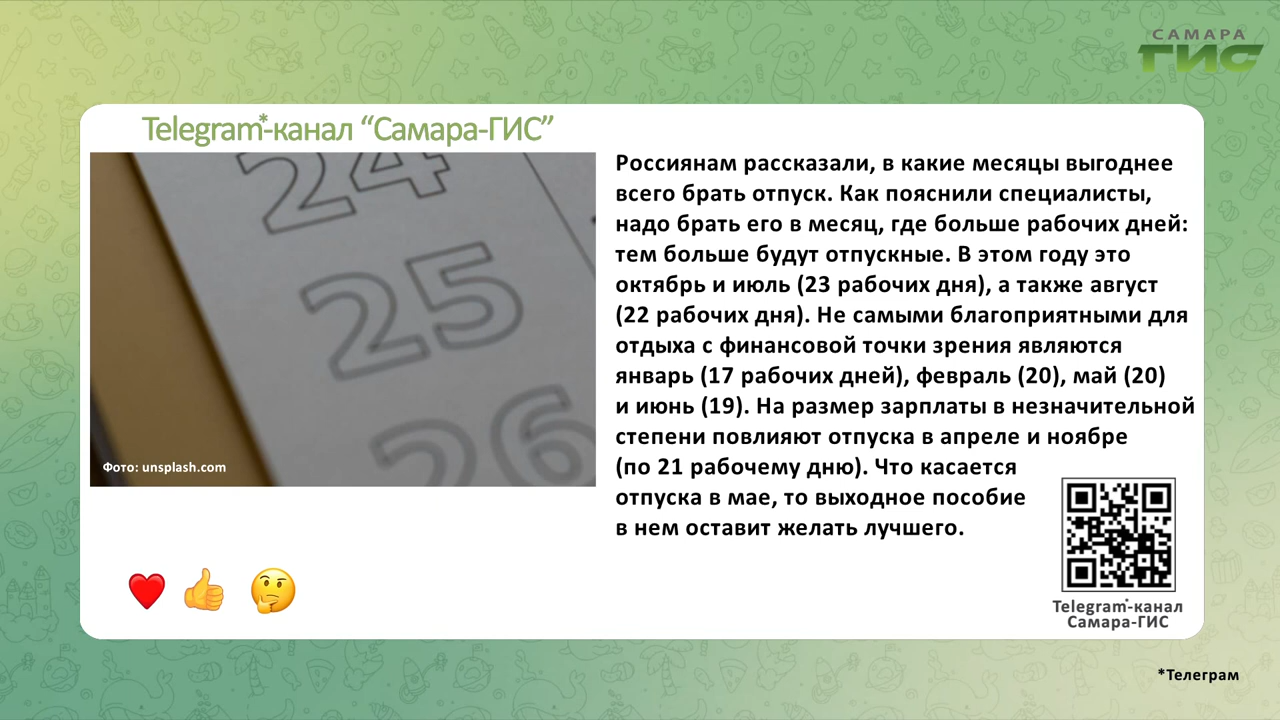 САМАРА
ГИС
Telegram*-канал “Самара-ГИС”
24
25
26
Фото: unsplash.com
Россиянам рассказали, в какие месяцы выгоднее
всего брать отпуск. Как пояснили специалисты,
надо брать его в месяц, где больше рабочих дней:
тем больше будут отпускные. В этом году это
октябрь и июль (23 рабочих дня), а также август
(22 рабочих дня). Не самыми благоприятными для
отдыха с финансовой точки зрения являются
январь (17 рабочих дней), февраль (20), май (20)
и июнь (19). На размер зарплаты в незначительной
степени повлияют отпуска в апреле и ноябре
(по 21 рабочему дню). Что касается
отпуска в мае, то выходное пособие
в нем оставит желать лучшего.
Telegram*-канал
Самара-ГИС
*Телеграм